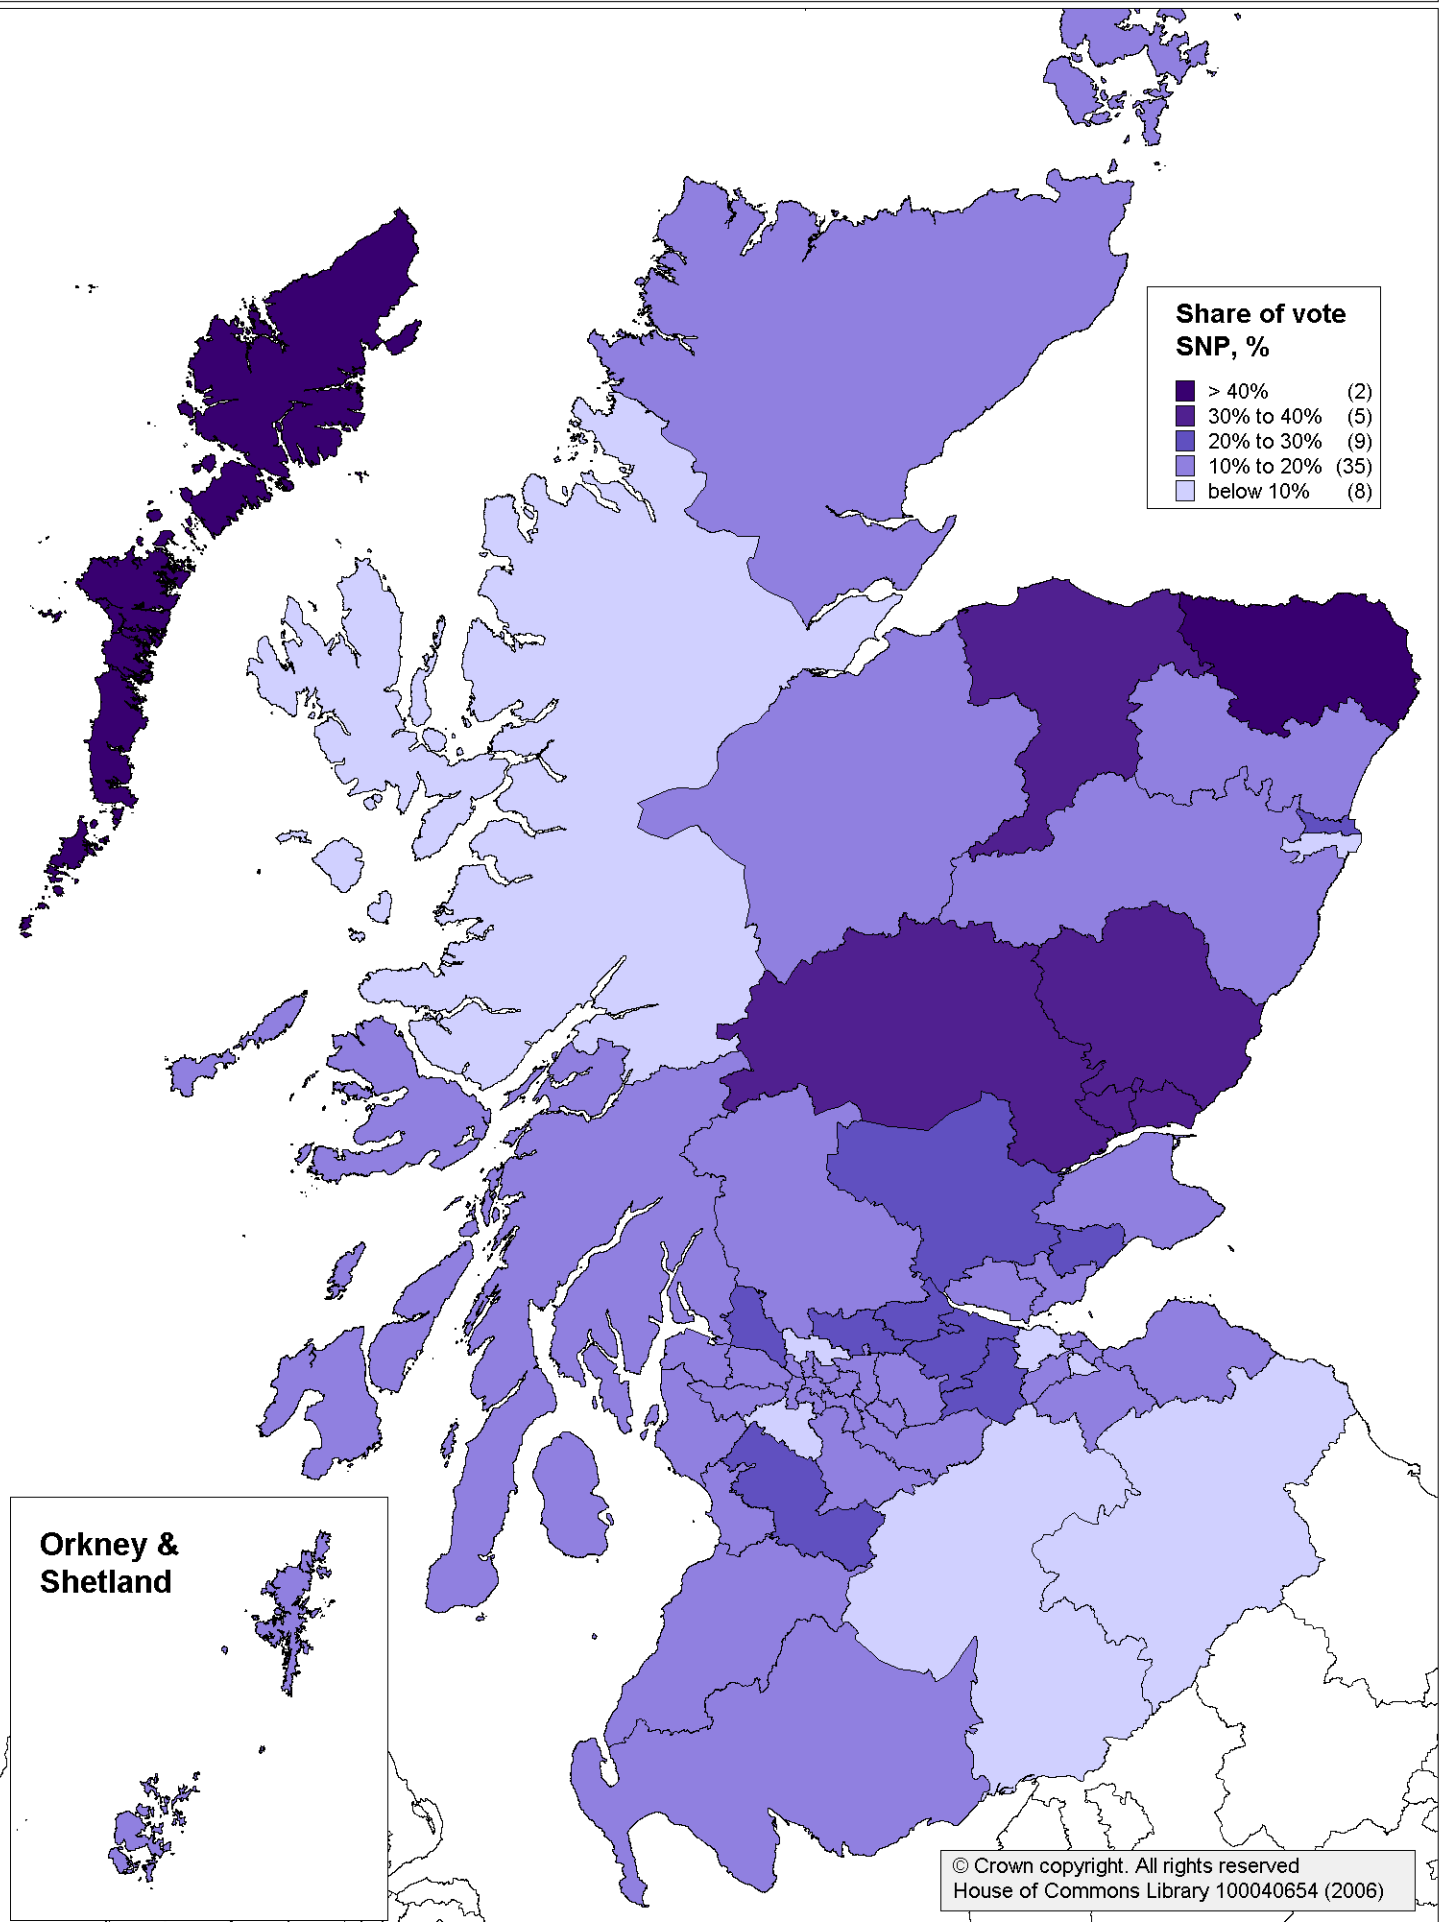 Share of vote
SNP, %
> 40% (2)
30% to 40% (5)
20% to 30% (9)
10% to 20% (35)
below 10% (8)
Orkney &
Shetland
© Crown copyright. All rights reserved
House of Commons Library 100040654 (2006)